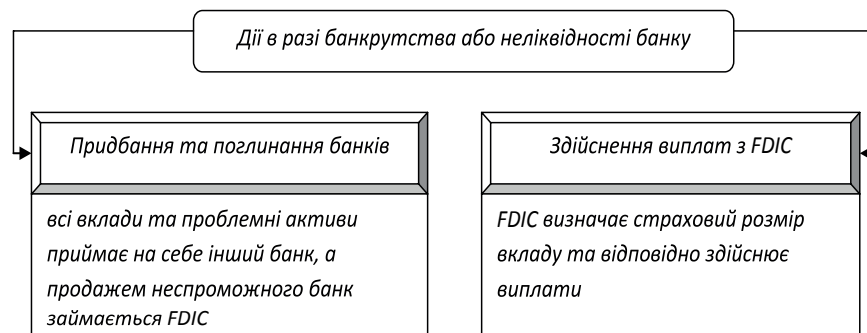 Дії в разі банкрутства або неліквідності банку
Придбання та поглинання банків
всі вклади та проблемні активи
приймає на себе інший банк, а
продажем неспроможного банк
займається FDIC
Здійснення виплат з FDIC
FDIC визначає страховий розмір
вкладу та відповідно здійснює
виплати